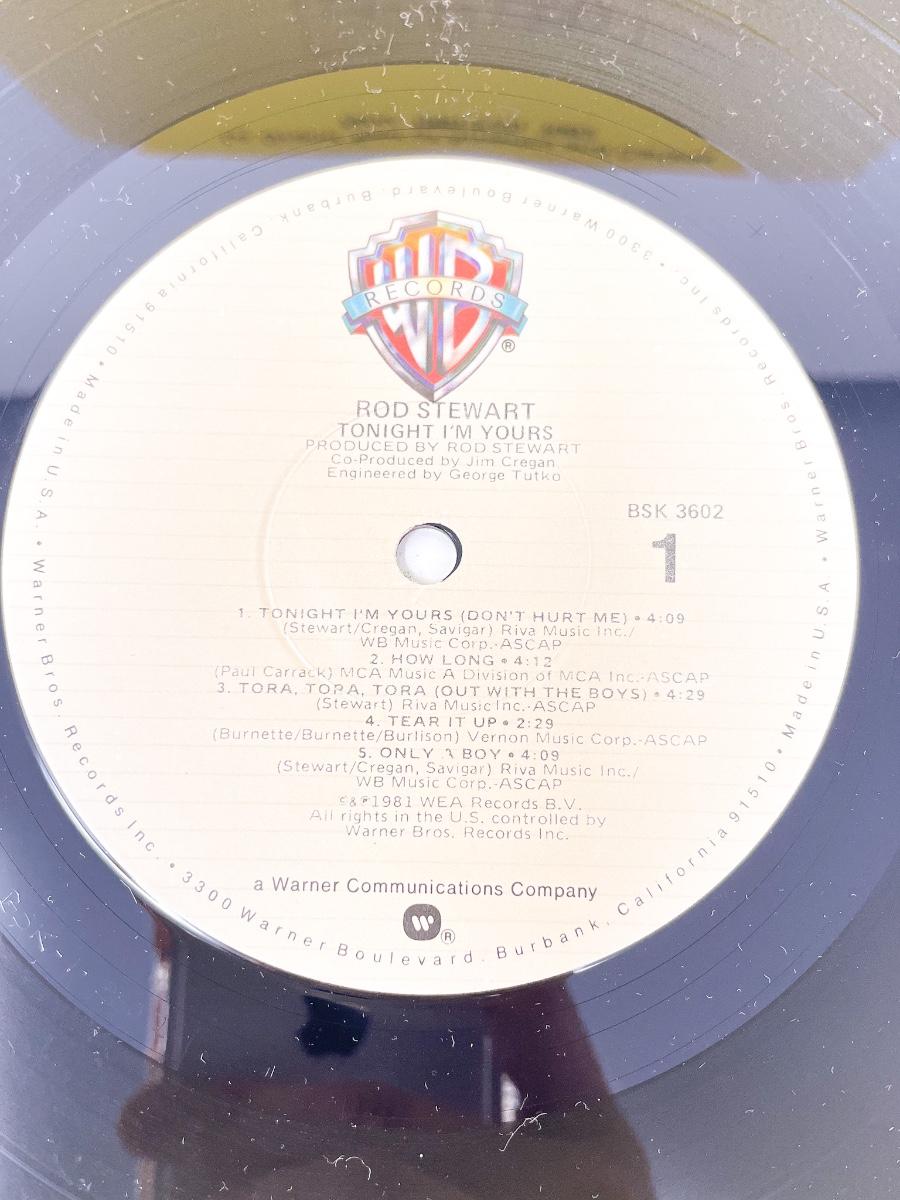 WB
RECORDS
®
ROD STEWART
TONIGHT I'M YOURS
PRODUCED BY ROD STEWART
Co-Produced by Jim Cregan
Engineered by George Tutko
BSK 3602
1
1. TONIGHT I'M YOURS (DON'T HURT ME) • 4:09
(Stewart/Cregan, Savigar) Riva Music Inc./
WB Music Corp.-ASCAP
2. HOW LONG • 4:12
(Paul Carrack) MCA Music A Division of MCA Inc.-ASCAP
3. TORA, TORA, TORA (OUT WITH THE BOYS) • 4:29
(Stewart) Riva Music Inc.-ASCAP
4. TEAR IT UP • 2:29
(Burnette/Burnette/Burlison) Vernon Music Corp.-ASCAP
5. ONLY A BOY • 4:09
(Stewart/Cregan, Savigar) Riva Music Inc./
WB Music Corp.-ASCAP
©&℗1981 WEA Records B.V.
All rights in the U.S. controlled by
Warner Bros. Records Inc.
a Warner Communications Company
®
Warner Bros. Records Inc. • 3300 Warner Boulevard. Burbank, California 91510 • Made in U.S.A. •
Warner Bros. Records Inc. • 3300 Warner Boulevard. Burbank, California 91510 • Made in U.S.A. •